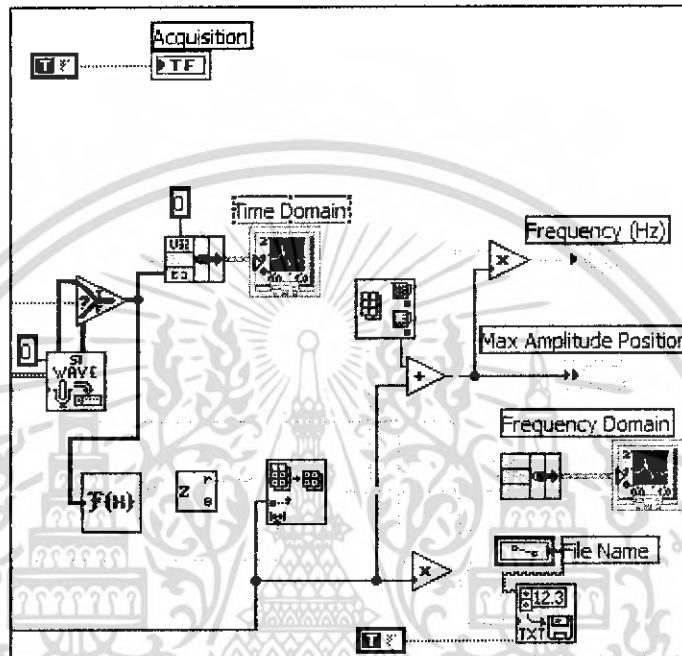 Acquisition
T F
TF
0
Time Domain
Frequency (Hz)
x
Max Amplitude Position
+
0
WAVE
Frequency Domain
F{H}
z r
x
File Name
12.3
T F
TXT